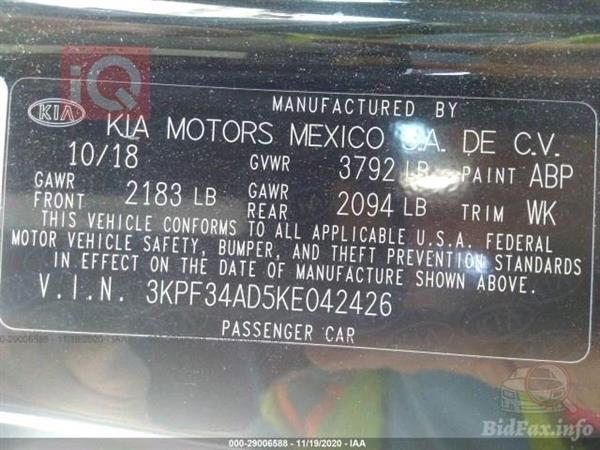 iQ
MANUFACTURED BY
KIA KIA MOTORS MEXICO S.A. DE C.V.
10/18 GVWR 3792 LB PAINT ABP
GAWR FRONT 2183 LB GAWR REAR 2094 LB TRIM WK
THIS VEHICLE CONFORMS TO ALL APPLICABLE U.S.A. FEDERAL
MOTOR VEHICLE SAFETY, BUMPER, AND THEFT PREVENTION STANDARDS
IN EFFECT ON THE DATE OF MANUFACTURE SHOWN ABOVE.
V.I.N. 3KPF34AD5KE042426
PASSENGER CAR
000-29006588 - 11/19/2020 - IAA
BidFax.info